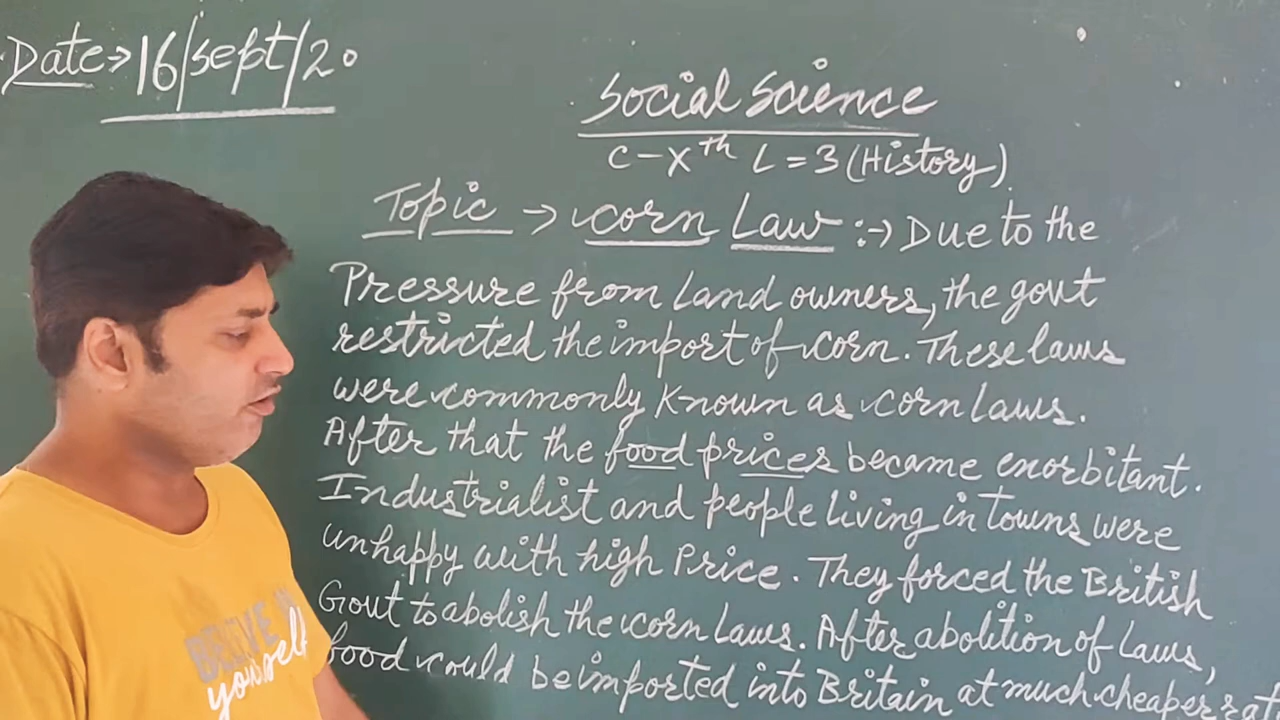 Date → 16/sept/20
Social Science
C-Xth L=3 (History)
Topic → corn Law :→ Due to the
Pressure from Land owners, the govt
restricted the import of corn. These laws
were commonly known as corn laws.
After that the food prices became enorbitant.
Industrialist and people living in towns were
unhappy with high Price. They forced the British
Govt to abolish the corn Laws. After abolition of Laws,
food could be imported into Britain at much cheaper rat
BELIEVE IN
yourself